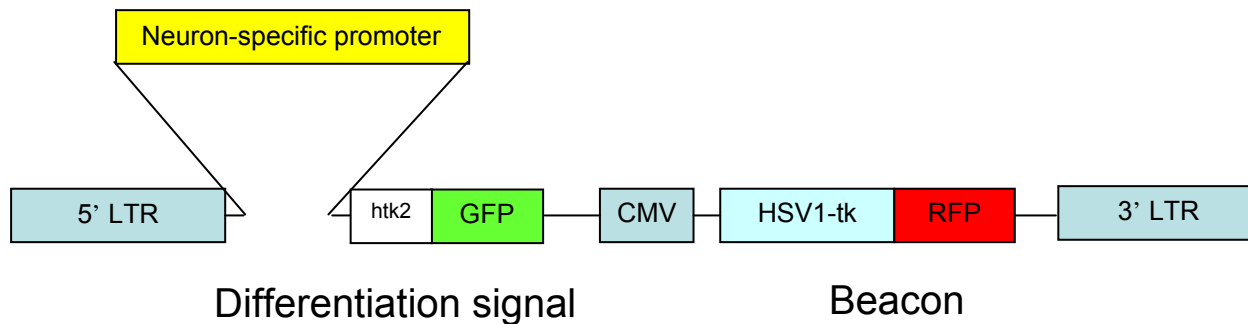 Neuron-specific promoter
5’ LTR htk2 GFP CMV HSV1-tk RFP 3’ LTR
Differentiation signal Beacon